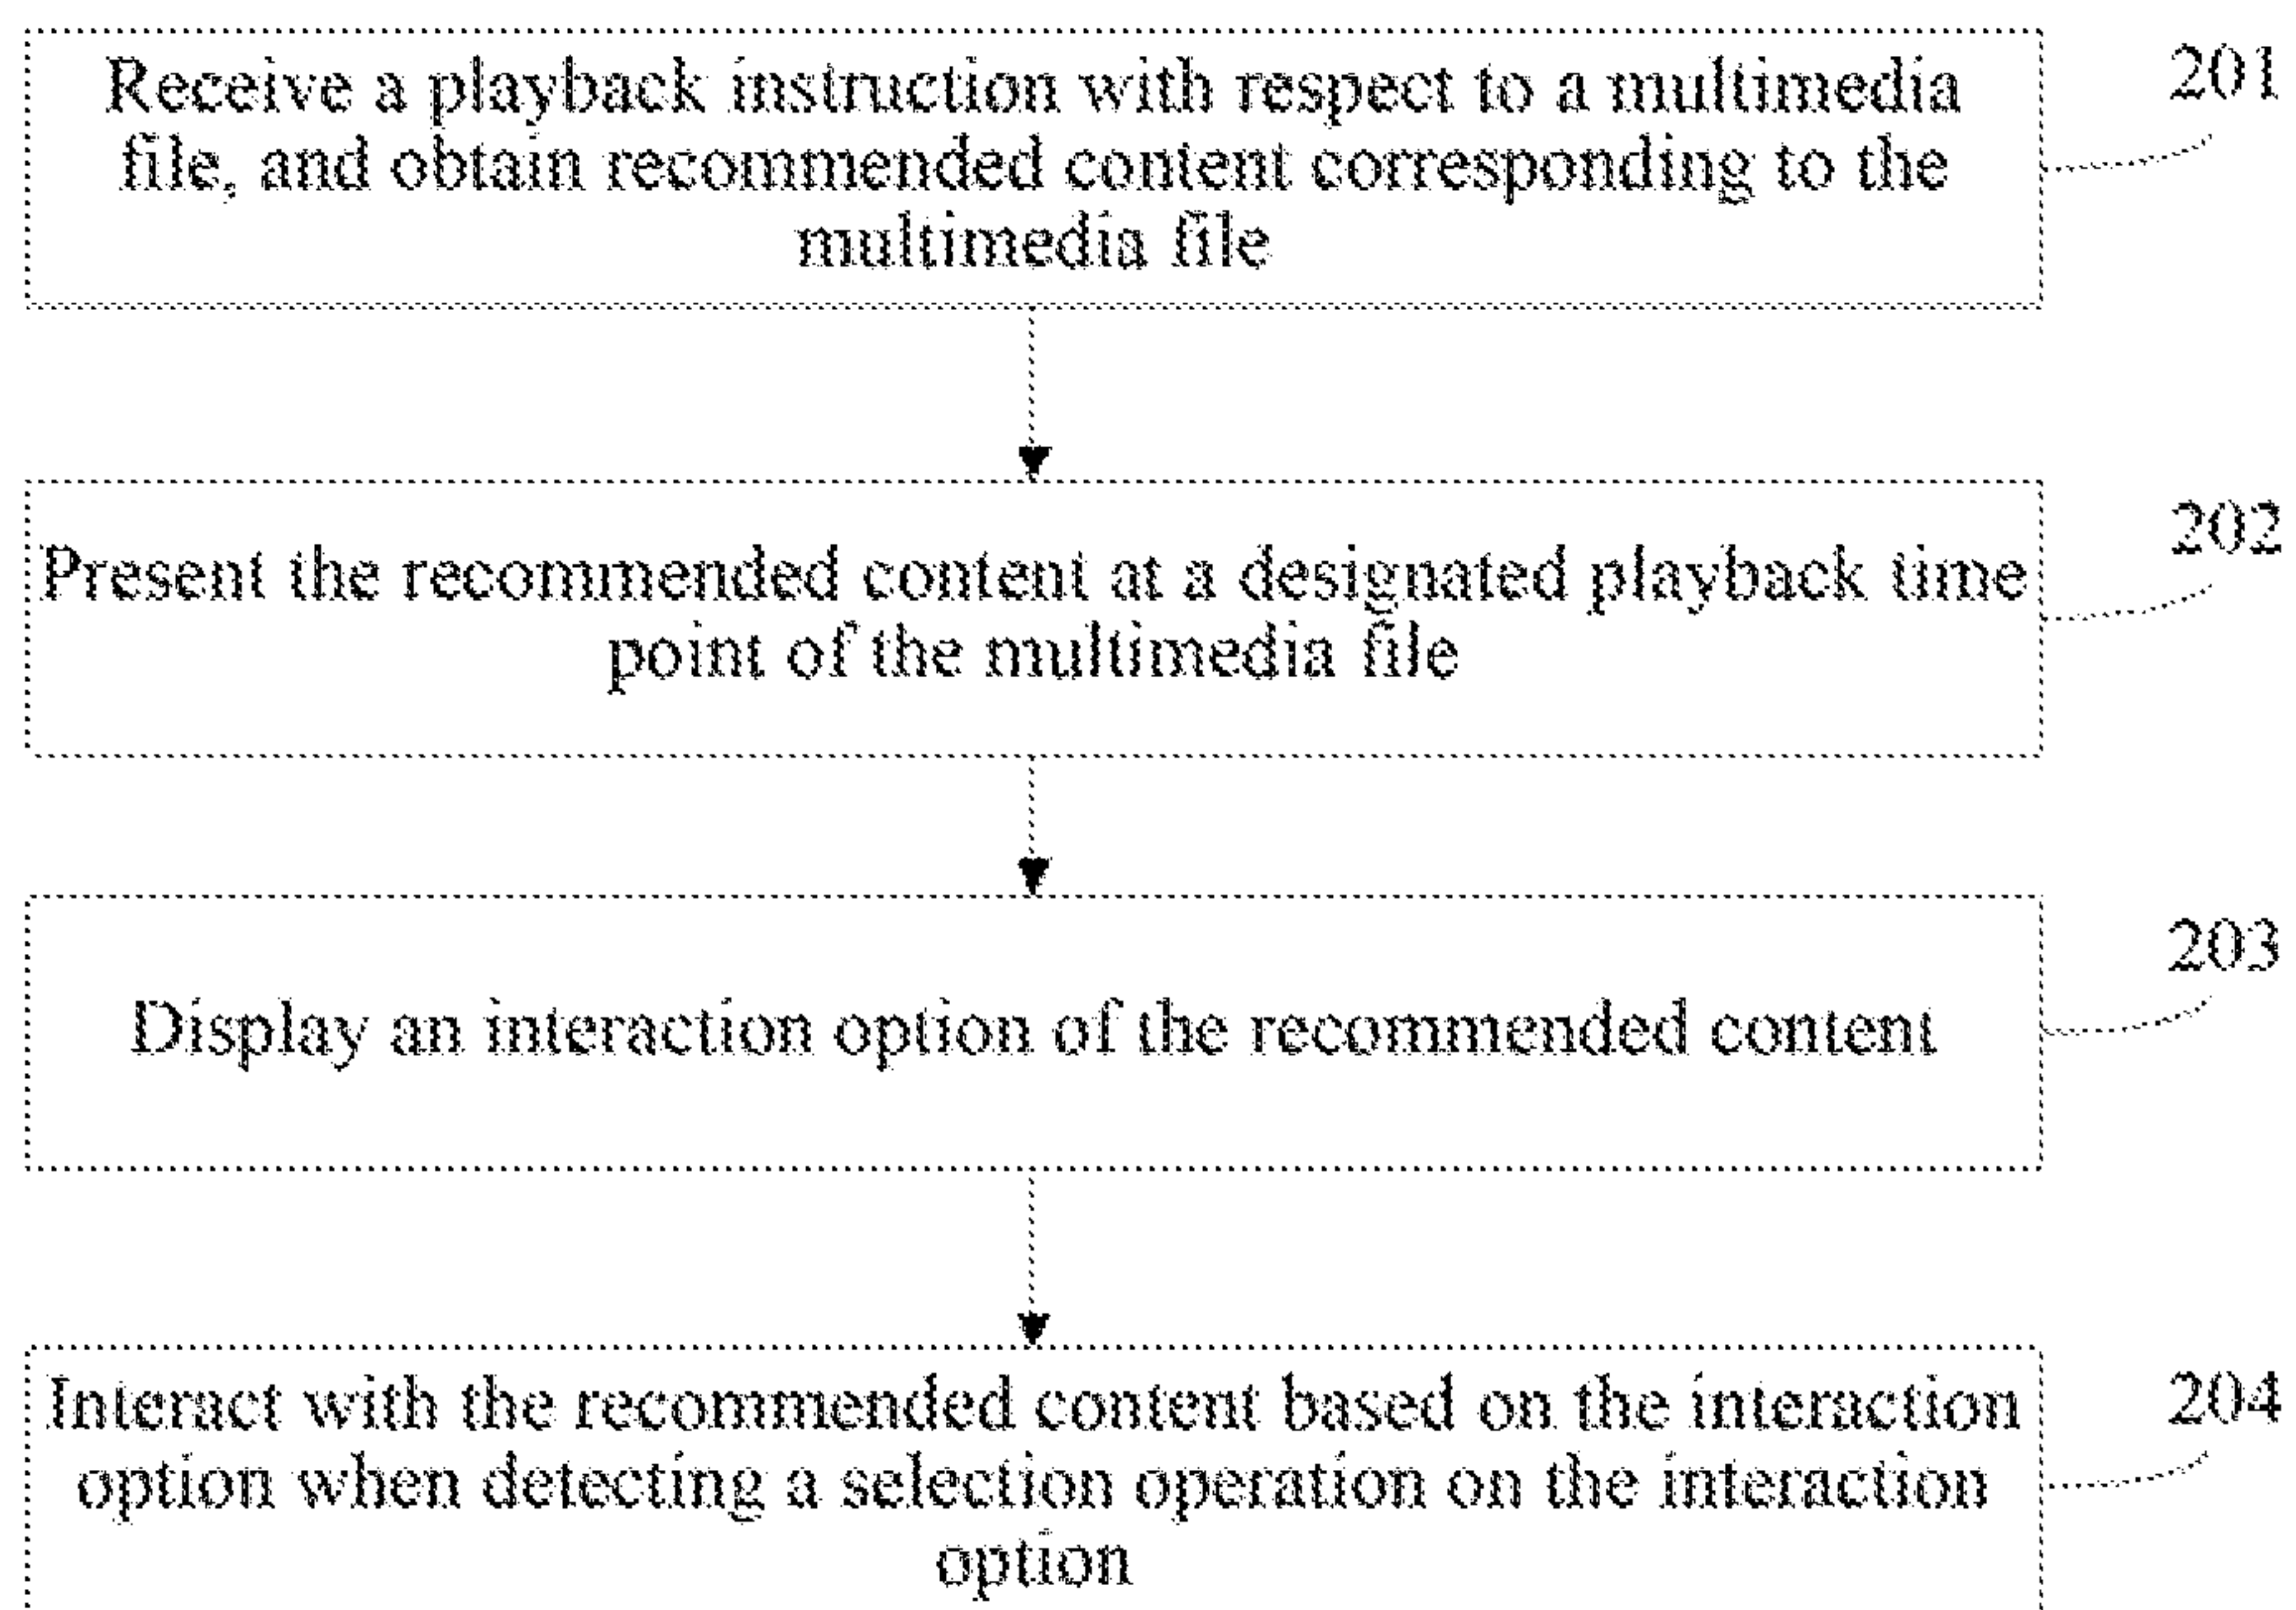 Receive a playback instruction with respect to a multimedia
file, and obtain recommended content corresponding to the
multimedia file
201
Present the recommended content at a designated playback time
point of the multimedia file
202
Display an interaction option of the recommended content
203
Interact with the recommended content based on the interaction
option when detecting a selection operation on the interaction
option
204